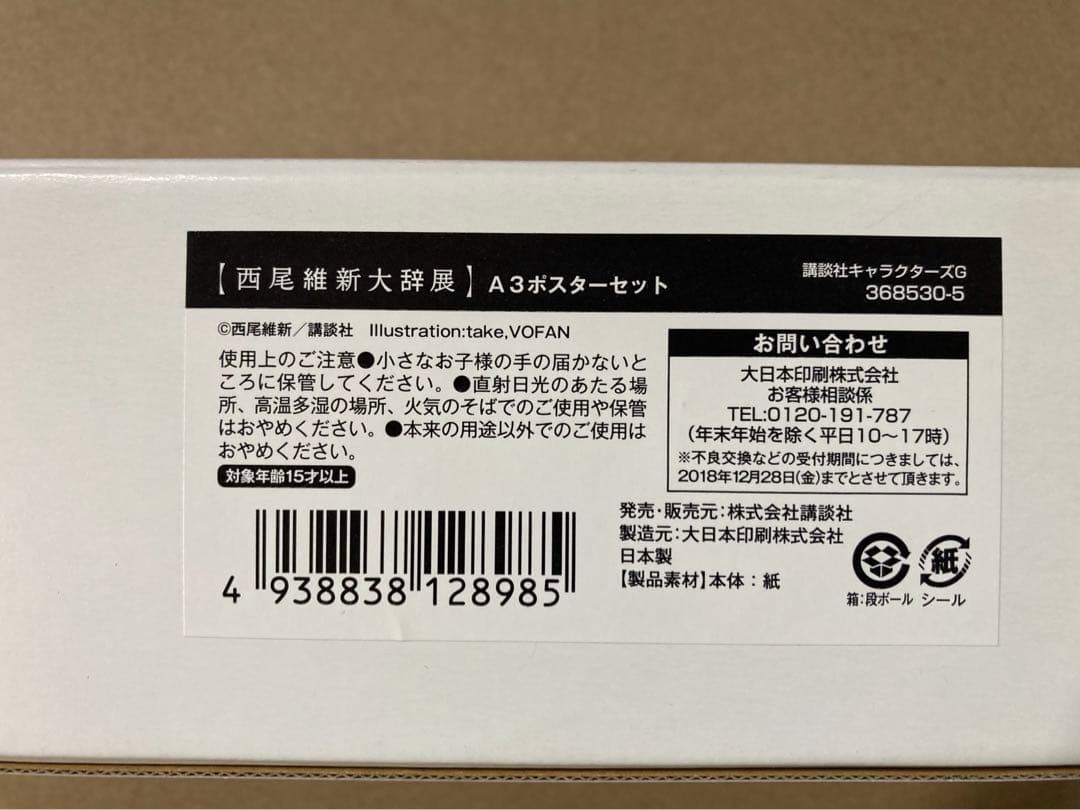 【西尾維新大辞展】A3ポスターセット
講談社キャラクターズG
368530-5
©西尾維新／講談社 Illustration:take,VOFAN
使用上のご注意●小さなお子様の手の届かないと
ころに保管してください。●直射日光のあたる場
所、高温多湿の場所、火気のそばでのご使用や保管
はおやめください。●本来の用途以外でのご使用は
おやめください。
対象年齢15才以上
お問い合わせ
大日本印刷株式会社
お客様相談係
TEL:0120-191-787
（年末年始を除く平日10〜17時）
※不良交換などの受付期間につきましては、
2018年12月28日(金)までとさせて頂きます。
発売・販売元：株式会社講談社
製造元：大日本印刷株式会社
日本製
【製品素材】本体：紙
4 938838 128985
紙
箱：段ボール シール